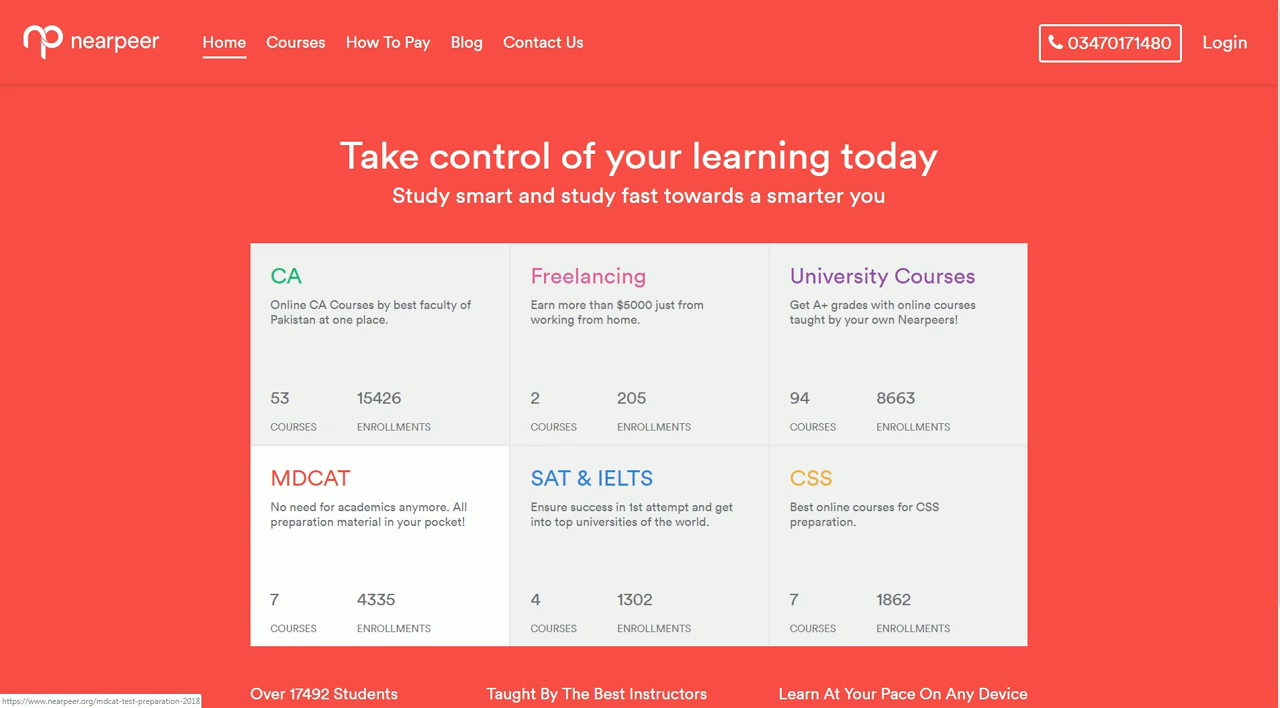 nearpeer
Home
Courses
How To Pay
Blog
Contact Us
03470171480
Login
Take control of your learning today
Study smart and study fast towards a smarter you
CA
Online CA Courses by best faculty of
Pakistan at one place.
53
15426
COURSES
ENROLLMENTS
Freelancing
Earn more than $5000 just from
working from home.
2
205
COURSES
ENROLLMENTS
University Courses
Get A+ grades with online courses
taught by your own Nearpeers!
94
8663
COURSES
ENROLLMENTS
MDCAT
No need for academics anymore. All
preparation material in your pocket!
7
4335
COURSES
ENROLLMENTS
SAT & IELTS
Ensure success in 1st attempt and get
into top universities of the world.
4
1302
COURSES
ENROLLMENTS
CSS
Best online courses for CSS
preparation.
7
1862
COURSES
ENROLLMENTS
Over 17492 Students
Taught By The Best Instructors
Learn At Your Pace On Any Device
https://www.nearpeer.org/mdcat-test-preparation-2018